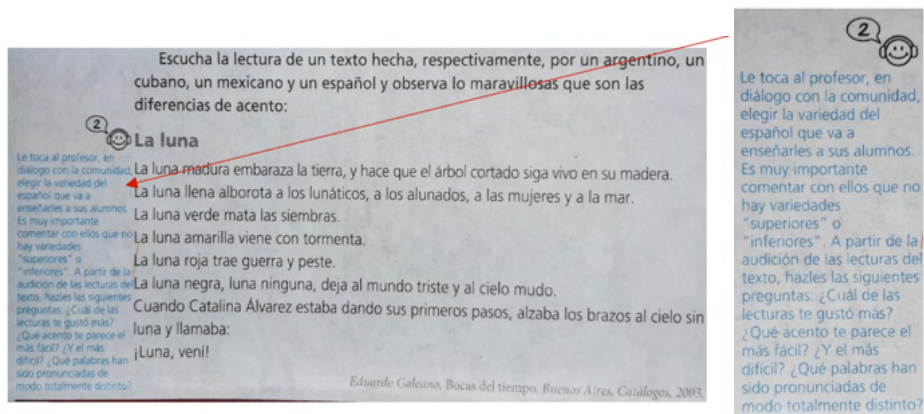 Escucha la lectura de un texto hecha, respectivamente, por un argentino, un
cubano, un mexicano y un español y observa lo maravillosas que son las
diferencias de acento:
2
La luna
La luna madura embaraza la tierra, y hace que el árbol cortado siga vivo en su madera.
La luna llena alborota a los lunáticos, a los alunados, a las mujeres y a la mar.
La luna verde mata las siembras.
La luna amarilla viene con tormenta.
La luna roja trae guerra y peste.
La luna negra, luna ninguna, deja al mundo triste y al cielo mudo.
Cuando Catalina Álvarez estaba dando sus primeros pasos, alzaba los brazos al cielo sin
luna y llamaba:
¡Luna, vení!
Eduardo Galeano, Bocas del tiempo. Buenos Aires, Catálogos, 2003.
Le toca al profesor, en
diálogo con la comunidad,
elegir la variedad del
español que va a
enseñarles a sus alumnos.
Es muy importante
comentar con ellos que no
hay variedades
"superiores" o
"inferiores". A partir de la
audición de las lecturas del
texto, hazles las siguientes
preguntas: ¿Cuál de las
lecturas te gustó más?
¿Qué acento te parece el
más fácil? ¿Y el más
difícil? ¿Qué palabras han
sido pronunciadas de
modo totalmente distinto?
2
Le toca al profesor, en
diálogo con la comunidad,
elegir la variedad del
español que va a
enseñarles a sus alumnos.
Es muy importante
comentar con ellos que no
hay variedades
"superiores" o
"inferiores". A partir de la
audición de las lecturas del
texto, hazles las siguientes
preguntas: ¿Cuál de las
lecturas te gustó más?
¿Qué acento te parece el
más fácil? ¿Y el más
difícil? ¿Qué palabras han
sido pronunciadas de
modo totalmente distinto?